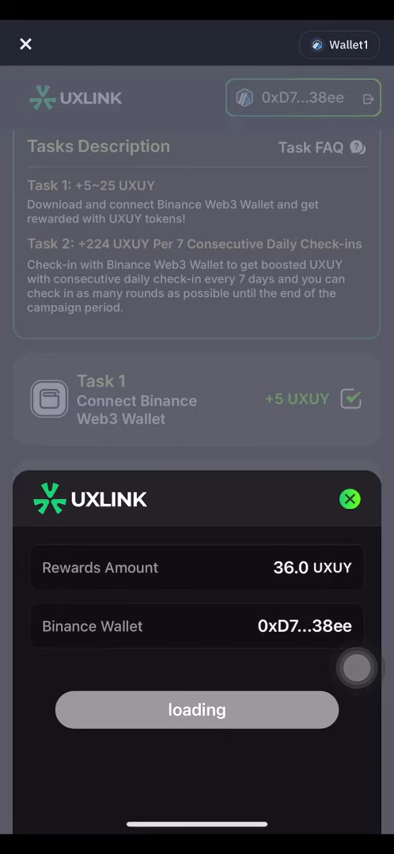 Wallet1
UXLINK
0xD7...38ee
Tasks Description
Task FAQ
Task 1: +5~25 UXUY
Download and connect Binance Web3 Wallet and get
rewarded with UXUY tokens!
Task 2: +224 UXUY Per 7 Consecutive Daily Check-ins
Check-in with Binance Web3 Wallet to get boosted UXUY
with consecutive daily check-in every 7 days and you can
check in as many rounds as possible until the end of the
campaign period.
Task 1
Connect Binance
Web3 Wallet
+5 UXUY
UXLINK
Rewards Amount
36.0 UXUY
Binance Wallet
0xD7...38ee
loading